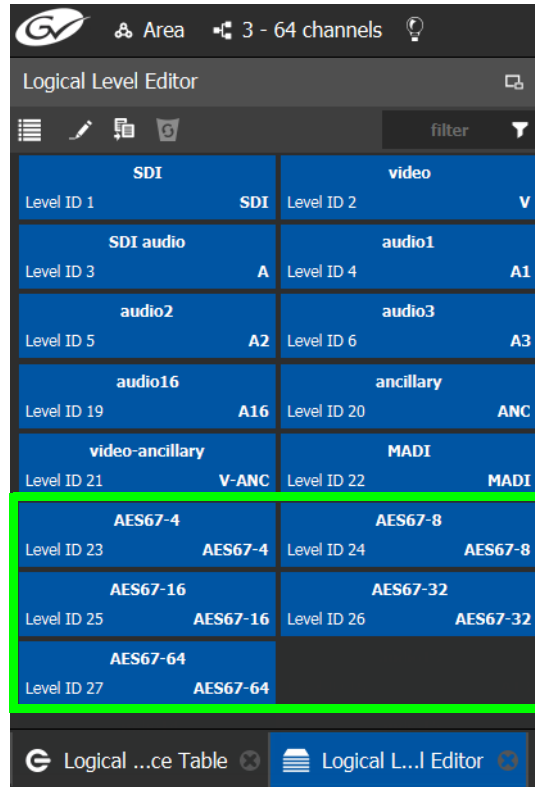 GV Area 3 - 64 channels
Logical Level Editor
filter
SDI video
Level ID 1 SDI Level ID 2 V
SDI audio audio1
Level ID 3 A Level ID 4 A1
audio2 audio3
Level ID 5 A2 Level ID 6 A3
audio16 ancillary
Level ID 19 A16 Level ID 20 ANC
video-ancillary MADI
Level ID 21 V-ANC Level ID 22 MADI
AES67-4 AES67-8
Level ID 23 AES67-4 Level ID 24 AES67-8
AES67-16 AES67-32
Level ID 25 AES67-16 Level ID 26 AES67-32
AES67-64
Level ID 27 AES67-64
Logical ...ce Table Logical L...l Editor